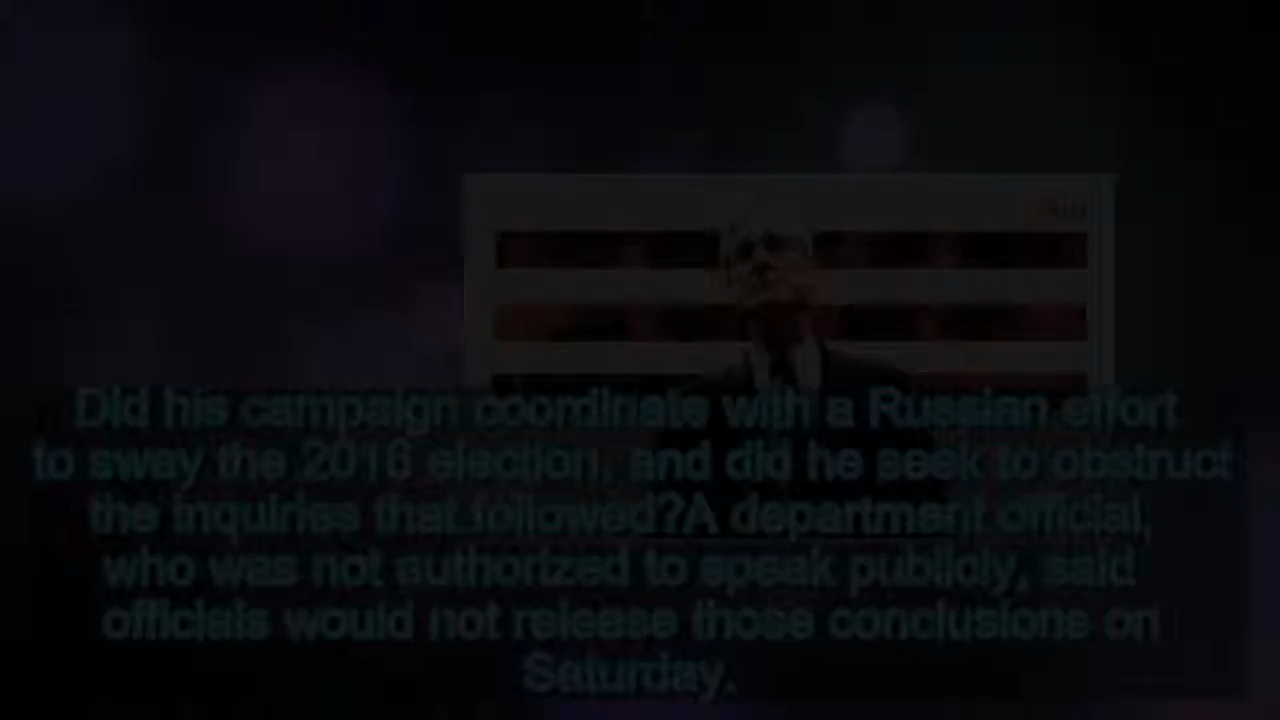 Did his campaign coordinate with a Russian effort
to sway the 2016 election, and did he seek to obstruct
the inquiries that followed?A department official,
who was not authorized to speak publicly, said
officials would not release those conclusions on
Saturday.